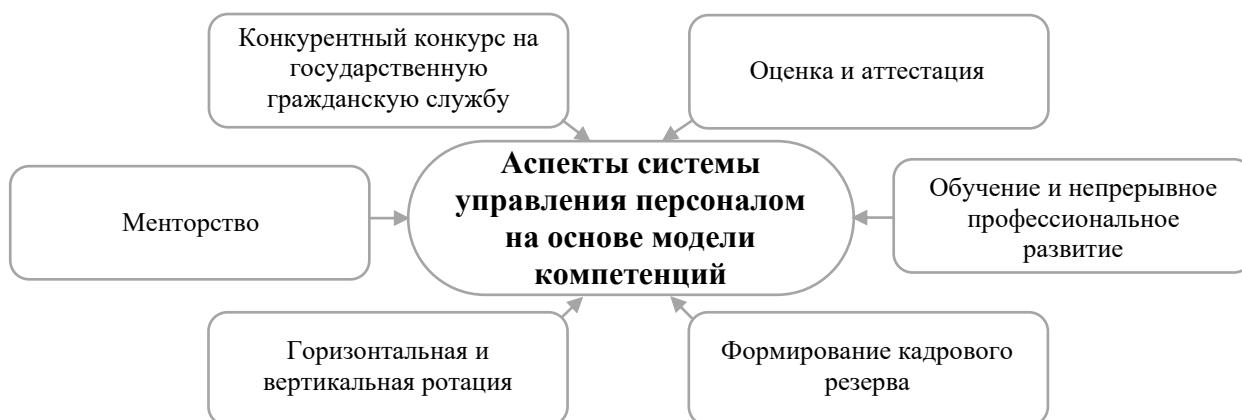 Конкурентный конкурс на
государственную
гражданскую службу
Оценка и аттестация
Аспекты системы
управления персоналом
на основе модели
компетенций
Менторство
Обучение и непрерывное
профессиональное
развитие
Горизонтальная и
вертикальная ротация
Формирование кадрового
резерва